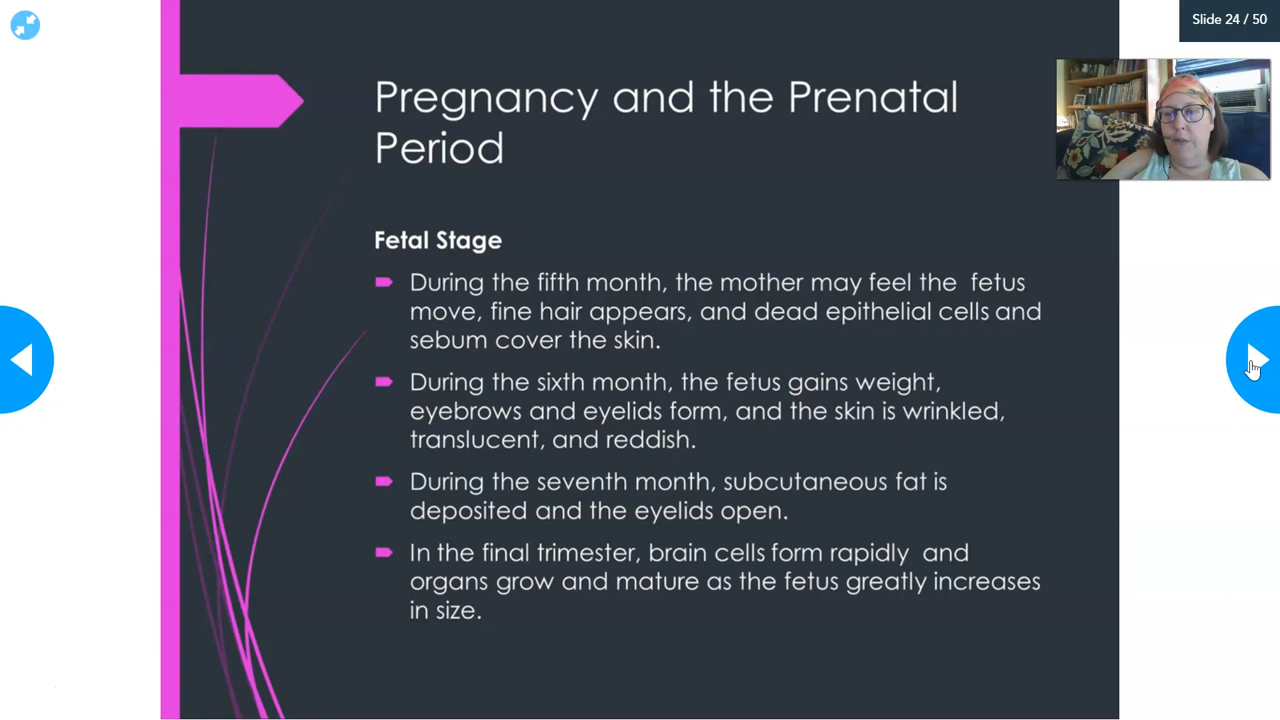 Slide 24 / 50
Pregnancy and the Prenatal
Period
Fetal Stage
During the fifth month, the mother may feel the fetus
move, fine hair appears, and dead epithelial cells and
sebum cover the skin.
During the sixth month, the fetus gains weight,
eyebrows and eyelids form, and the skin is wrinkled,
translucent, and reddish.
During the seventh month, subcutaneous fat is
deposited and the eyelids open.
In the final trimester, brain cells form rapidly and
organs grow and mature as the fetus greatly increases
in size.